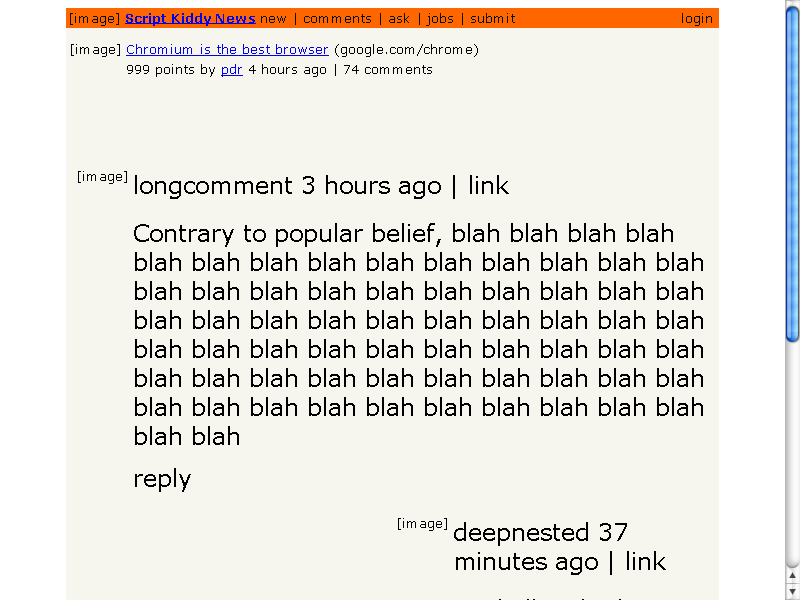 [image] Script Kiddy News new | comments | ask | jobs | submit login
[image] Chromium is the best browser (google.com/chrome)
999 points by pdr 4 hours ago | 74 comments
[image] longcomment 3 hours ago | link
Contrary to popular belief, blah blah blah blah
blah blah blah blah blah blah blah blah blah blah
blah blah blah blah blah blah blah blah blah blah
blah blah blah blah blah blah blah blah blah blah
blah blah blah blah blah blah blah blah blah blah
blah blah blah blah blah blah blah blah blah blah
blah blah blah blah blah blah blah blah blah blah
blah blah
reply
[image] deepnested 37
minutes ago | link